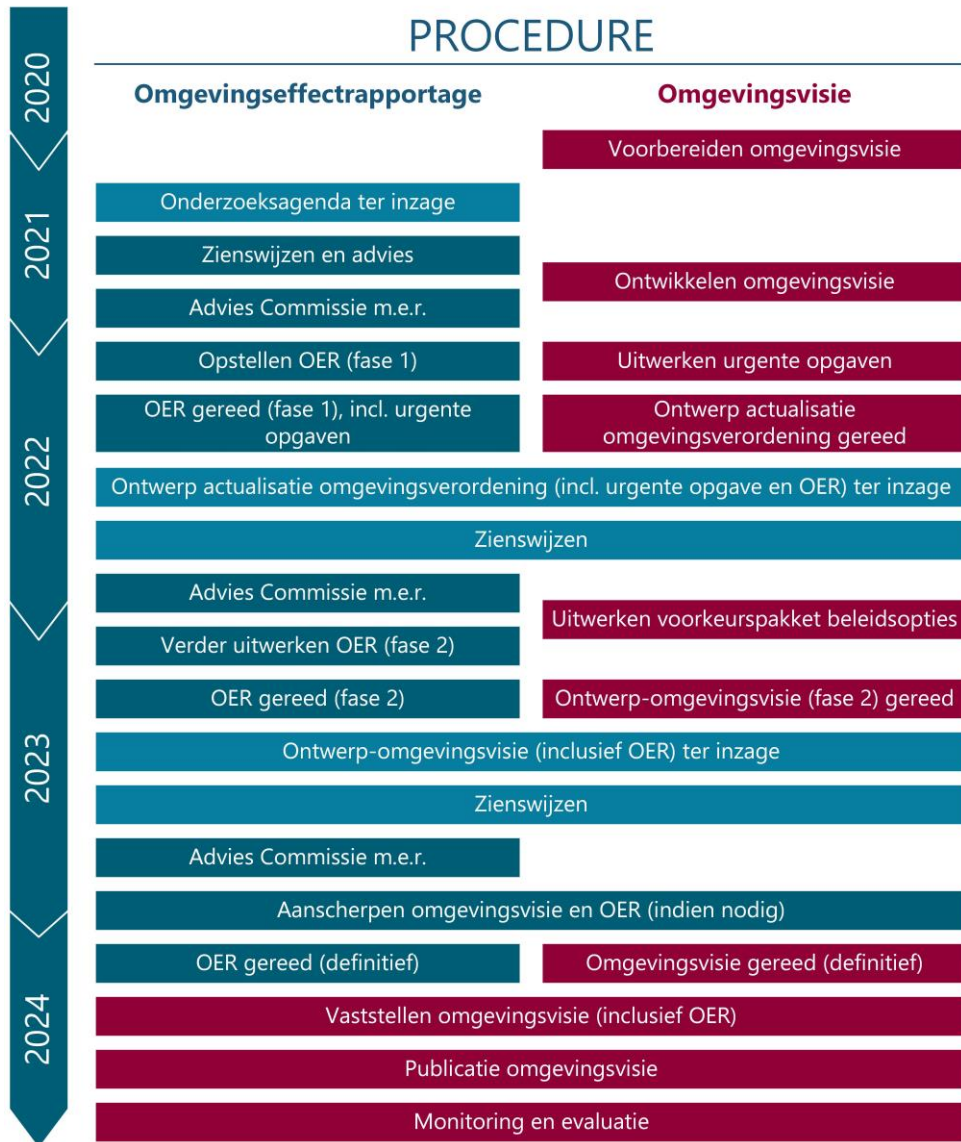 PROCEDURE
Omgevingseffectrapportage
Omgevingsvisie
2020
Voorbereiden omgevingsvisie
2021
Onderzoeksagenda ter inzage
Zienswijzen en advies
Ontwikkelen omgevingsvisie
Advies Commissie m.e.r.
2022
Opstellen OER (fase 1)
Uitwerken urgente opgaven
OER gereed (fase 1), incl. urgente
opgaven
Ontwerp actualisatie
omgevingsverordening gereed
Ontwerp actualisatie omgevingsverordening (incl. urgente opgave en OER) ter inzage
Zienswijzen
Advies Commissie m.e.r.
Uitwerken voorkeurspakket beleidsopties
2023
Verder uitwerken OER (fase 2)
OER gereed (fase 2)
Ontwerp-omgevingsvisie (fase 2) gereed
Ontwerp-omgevingsvisie (inclusief OER) ter inzage
Zienswijzen
Advies Commissie m.e.r.
Aanscherpen omgevingsvisie en OER (indien nodig)
2024
OER gereed (definitief)
Omgevingsvisie gereed (definitief)
Vaststellen omgevingsvisie (inclusief OER)
Publicatie omgevingsvisie
Monitoring en evaluatie